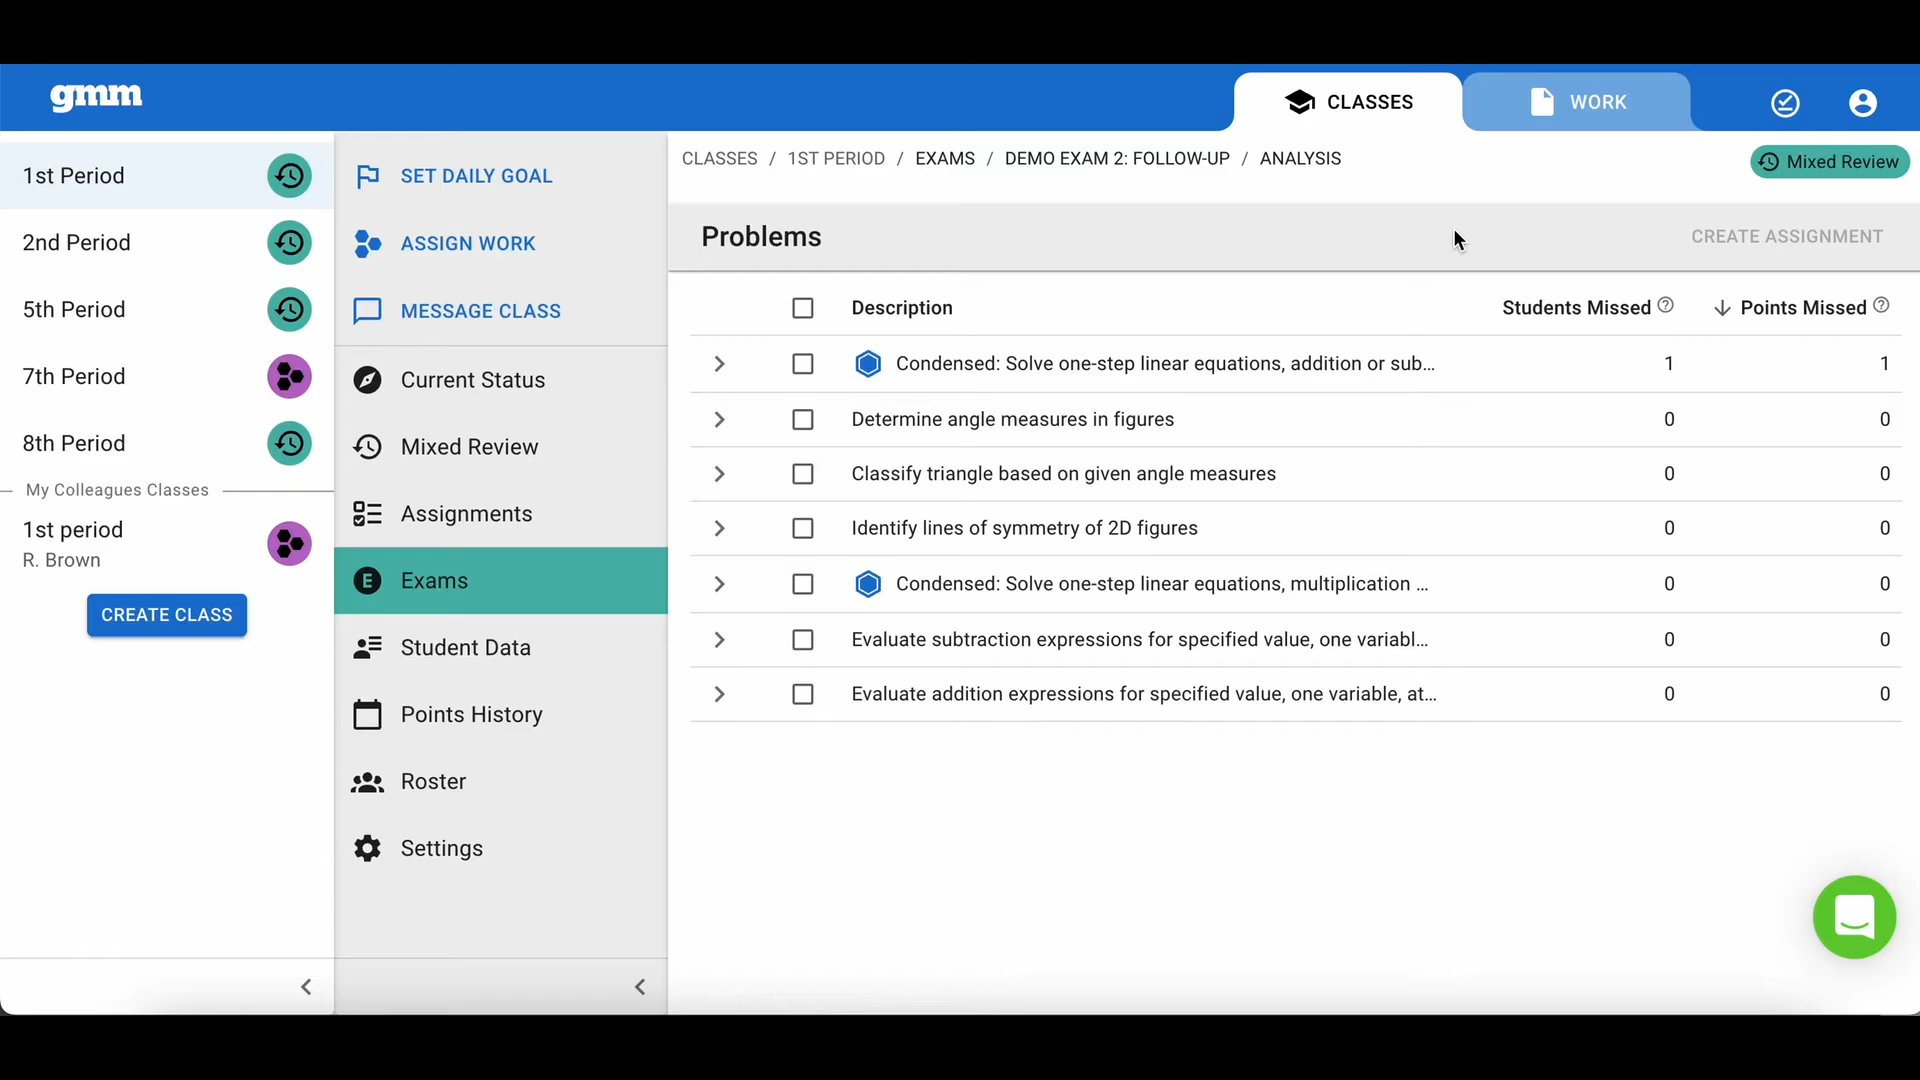 gmm
CLASSES
WORK
1st Period
2nd Period
5th Period
7th Period
8th Period
My Colleagues Classes
1st period
R. Brown
CREATE CLASS
SET DAILY GOAL
ASSIGN WORK
MESSAGE CLASS
Current Status
Mixed Review
Assignments
E Exams
Student Data
Points History
Roster
Settings
CLASSES / 1ST PERIOD / EXAMS / DEMO EXAM 2: FOLLOW-UP / ANALYSIS
Mixed Review
Problems
CREATE ASSIGNMENT
Description Students Missed ? Points Missed ?
Condensed: Solve one-step linear equations, addition or sub... 1 1
Determine angle measures in figures 0 0
Classify triangle based on given angle measures 0 0
Identify lines of symmetry of 2D figures 0 0
Condensed: Solve one-step linear equations, multiplication ... 0 0
Evaluate subtraction expressions for specified value, one variabl... 0 0
Evaluate addition expressions for specified value, one variable, at... 0 0